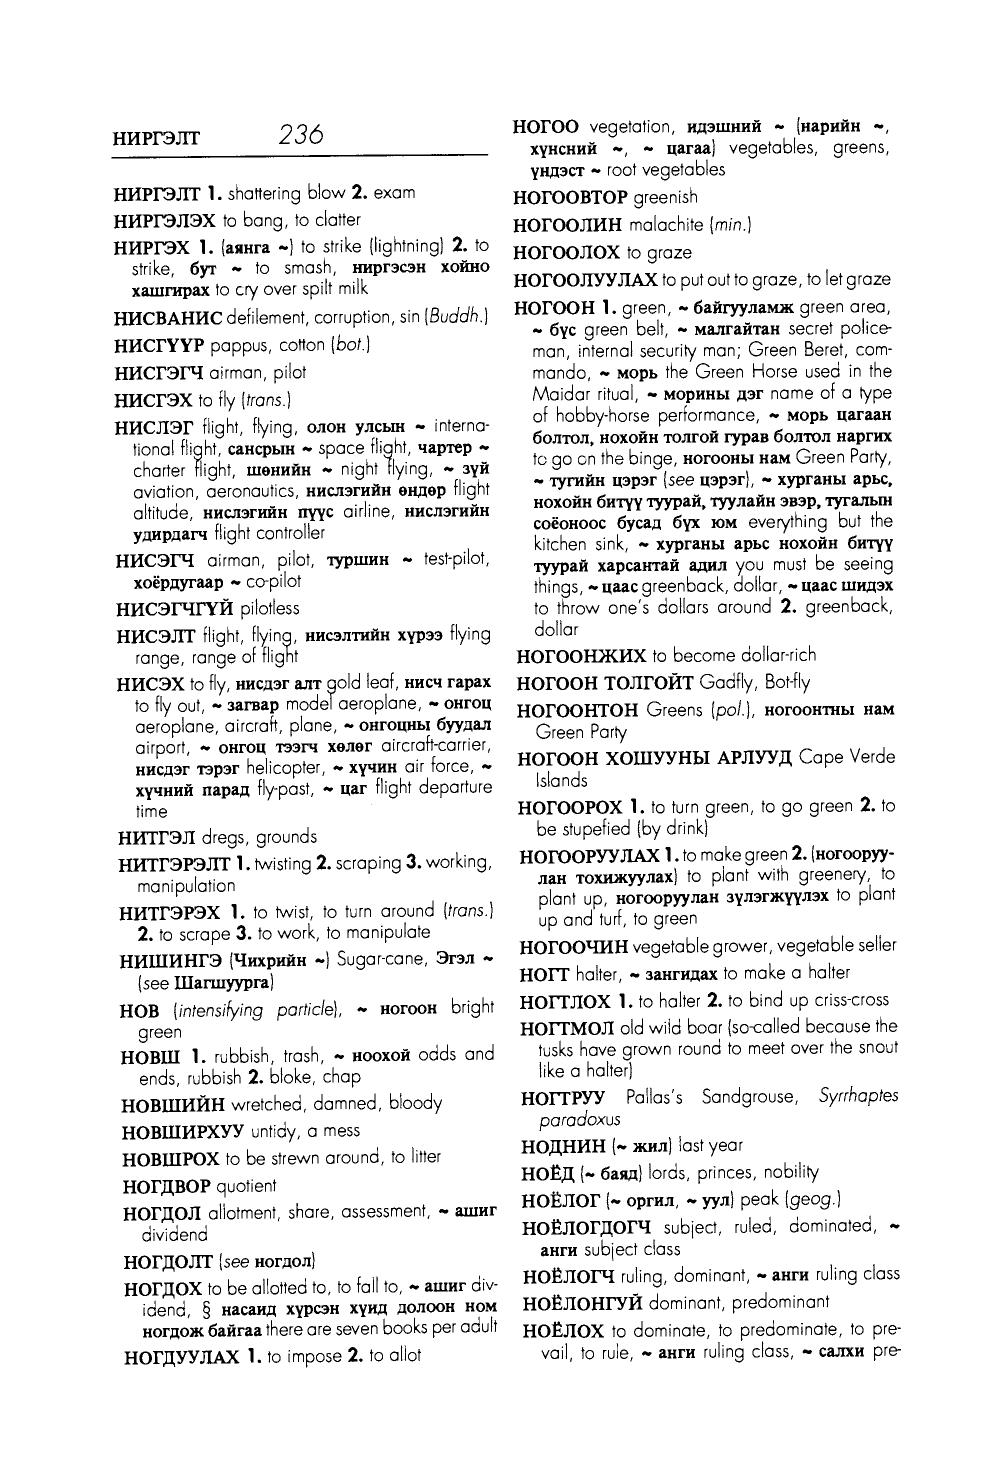 НИРГЭЛТ 236
НИРГЭЛТ 1. shattering blow 2. exam
НИРГЭЛЭХ to bang, to clatter
НИРГЭХ 1. (аянга ~) to strike (lightning) 2. to
strike, бут ~ to smash, ниргэсэн хойно
хашгирах to cry over spilt milk
НИСВАНИС defilement, corruption, sin (Buddh.)
НИСГҮҮР pappus, cotton (bot.)
НИСГЭГЧ airman, pilot
НИСГЭХ to fly (trans.)
НИСЛЭГ flight, flying, олон улсын ~ interna-
tional flight, сансрын ~ space flight, чартер ~
charter flight, шөнийн ~ night flying, ~ зүй
aviation, aeronautics, нислэгийн өндөр flight
altitude, нислэгийн пүүс airline, нислэгийн
удирдагч flight controller
НИСЭГЧ airman, pilot, туршин ~ test-pilot,
хоёрдугаар ~ co-pilot
НИСЭГЧГҮЙ pilotless
НИСЭЛТ flight, flying, нисэлтийн хүрээ flying
range, range of flight
НИСЭХ to fly, нисдэг алт gold leaf, нисч гарах
to fly out, ~ загвар model aeroplane, ~ онгоц
aeroplane, aircraft, plane, ~ онгоцны буудал
airport, ~ онгоц тээгч хөлөг aircraft-carrier,
нисдэг тэрэг helicopter, ~ хүчин air force, ~
хүчний парад fly-past, ~ цаг flight departure
time
НИТГЭЛ dregs, grounds
НИТГЭРЭЛТ 1. twisting 2. scraping 3. working,
manipulation
НИТГЭРЭХ 1. to twist, to turn around (trans.)
2. to scrape 3. to work, to manipulate
НИШИНГЭ (Чихрийн ~) Sugar-cane, Эгэл ~
(see Шагшуурга)
НОВ (intensifying particle), ~ ногоон bright
green
НОВШ 1. rubbish, trash, ~ ноохой odds and
ends, rubbish 2. bloke, chap
НОВШИЙН wretched, damned, bloody
НОВШИРХУУ untidy, a mess
НОВШРОХ to be strewn around, to litter
НОГДВОР quotient
НОГДОЛ allotment, share, assessment, ~ ашиг
dividend
НОГДОЛТ (see ногдол)
НОГДОХ to be allotted to, to fall to, ~ ашиг div-
idend, § насанд хүрсэн хүнд долоон ном
ногдож байгаа there are seven books per adult
НОГДУУЛАХ 1. to impose 2. to allot
НОГОО vegetation, идэшний ~ (нарийн ~,
хүнсний ~, ~ цагаа) vegetables, greens,
үндэст ~ root vegetables
НОГООВТОР greenish
НОГООЛИН malachite (min.)
НОГООЛОХ to graze
НОГООЛУУЛАХ to put out to graze, to let graze
НОГООН 1. green, ~ байгууламж green area,
~ бүс green belt, ~ малгайтан secret police-
man, internal security man; Green Beret, com-
mando, ~ морь the Green Horse used in the
Maidar ritual, ~ морины дэг name of a type
of hobby-horse performance, ~ морь цагаан
болтол, нохойн толгой гурав болтол наргих
to go on the binge, ногооны нам Green Party,
~ тугийн цэрэг (see цэрэг), ~ хурганы арьс,
нохойн битүү туурай, туулайн эвэр, тугалын
соёоноос бусад бүх юм everything but the
kitchen sink, ~ хурганы арьс нохойн битүү
туурай харсантай адил you must be seeing
things, ~ цаас greenback, dollar, ~ цаас шидэх
to throw one's dollars around 2. greenback,
dollar
НОГООНЖИХ to become dollar-rich
НОГООН ТОЛГОЙТ Gadfly, Bot-fly
НОГООНТОН Greens (pol.), ногоонтны нам
Green Party
НОГООН ХОШУУНЫ АРЛУУД Cape Verde
Islands
НОГООРОХ 1. to turn green, to go green 2. to
be stupefied (by drink)
НОГООРУУЛАХ 1. to make green 2. (ногооруу-
лан тохижуулах) to plant with greenery, to
plant up, ногооруулан зүлэгжүүлэх to plant
up and turf, to green
НОГООЧИН vegetable grower, vegetable seller
НОГТ halter, ~ зангидах to make a halter
НОГТЛОХ 1. to halter 2. to bind up criss-cross
НОГТМОЛ old wild boar (so-called because the
tusks have grown round to meet over the snout
like a halter)
НОГТРУУ Pallas's Sandgrouse, Syrrhaptes
paradoxus
НОДНИН (~ жил) last year
НОЁД (~ баяд) lords, princes, nobility
НОЁЛОГ (~ оргил, ~ уул) peak (geog.)
НОЁЛОГДОГЧ subject, ruled, dominated, ~
анги subject class
НОЁЛОГЧ ruling, dominant, ~ анги ruling class
НОЁЛОНГУЙ dominant, predominant
НОЁЛОХ to dominate, to predominate, to pre-
vail, to rule, ~ анги ruling class, ~ салхи pre-